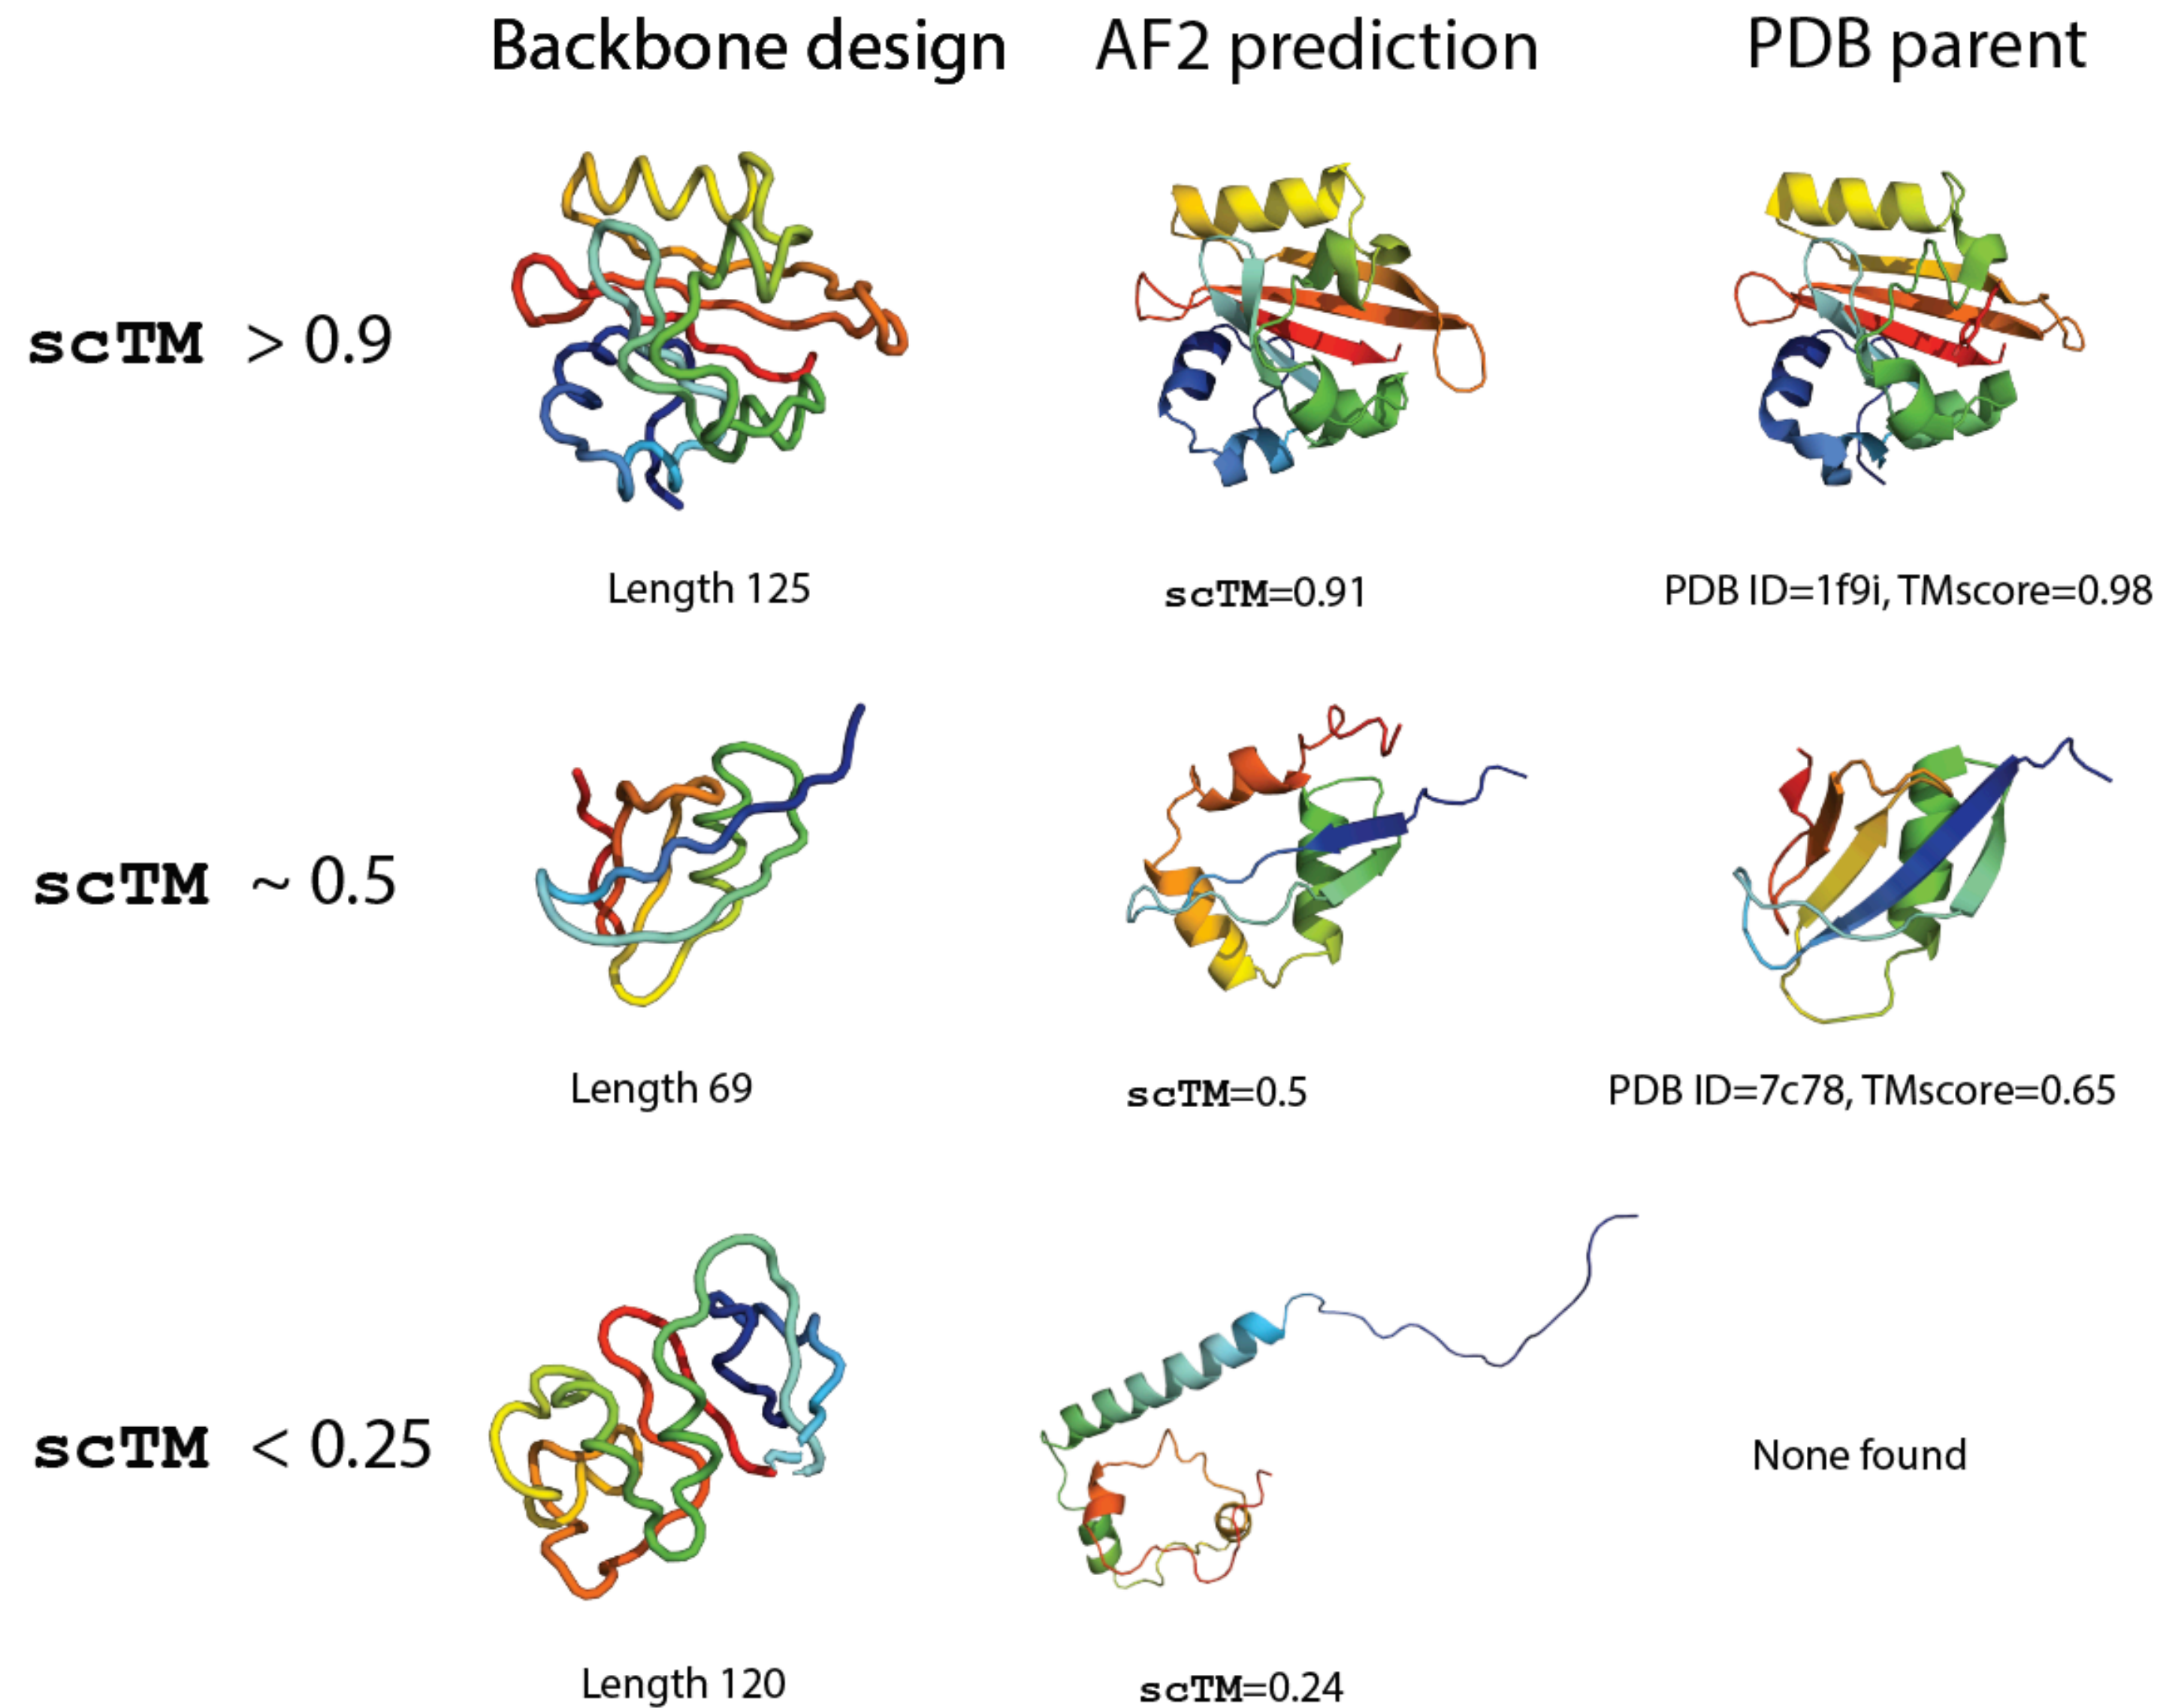 Backbone design AF2 prediction PDB parent
scTM > 0.9
Length 125 scTM=0.91 PDB ID=1f9i, TMscore=0.98
scTM ~ 0.5
Length 69 scTM=0.5 PDB ID=7c78, TMscore=0.65
scTM < 0.25 None found
Length 120 scTM=0.24